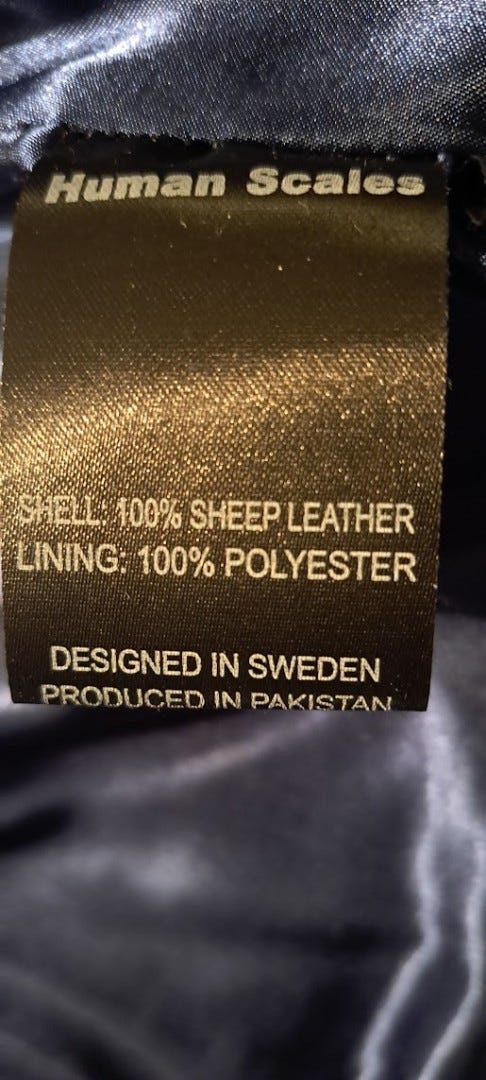 Human Scales
SHELL: 100% SHEEP LEATHER
LINING: 100% POLYESTER
DESIGNED IN SWEDEN
PRODUCED IN PAKISTAN